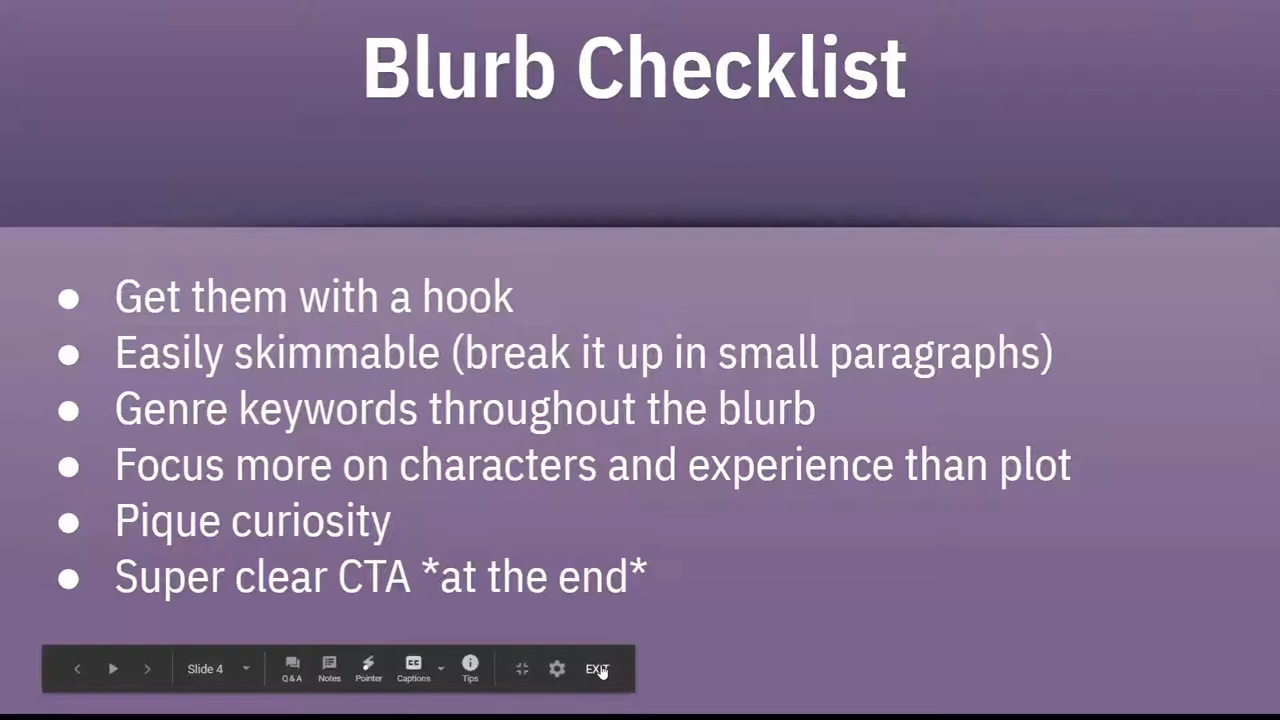 Blurb Checklist
● Get them with a hook
● Easily skimmable (break it up in small paragraphs)
● Genre keywords throughout the blurb
● Focus more on characters and experience than plot
● Pique curiosity
● Super clear CTA *at the end*
Slide 4 Q & A Notes Pointer CC Captions Tips EXIT